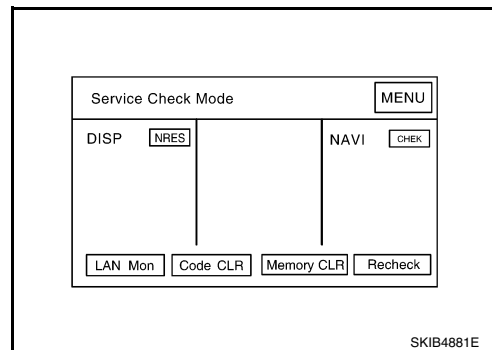 Service Check Mode MENU
DISP NRES NAVI CHEK
LAN Mon Code CLR Memory CLR Recheck
SKIB4881E